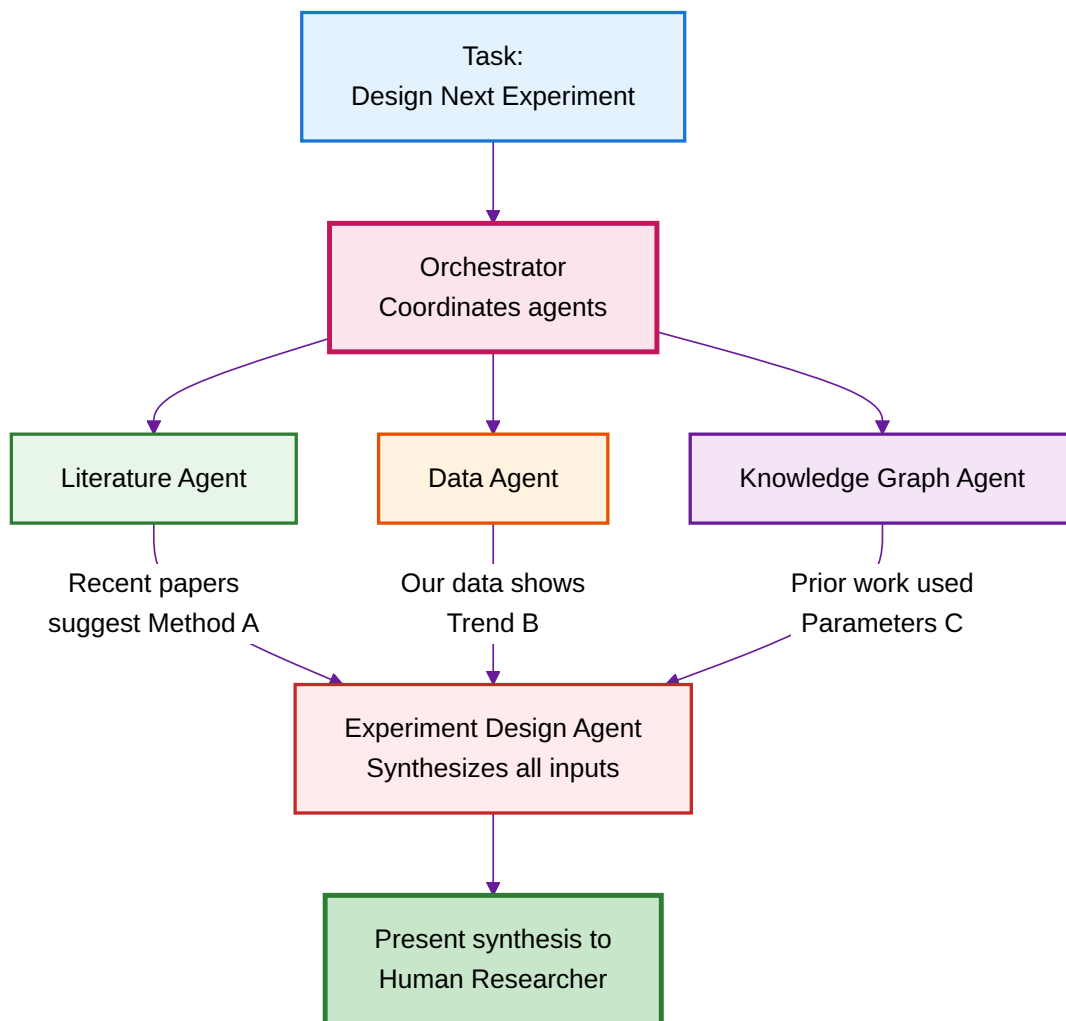 Task:
Design Next Experiment
Orchestrator
Coordinates agents
Literature Agent
Data Agent
Knowledge Graph Agent
Recent papers
suggest Method A
Our data shows
Trend B
Prior work used
Parameters C
Experiment Design Agent
Synthesizes all inputs
Present synthesis to
Human Researcher